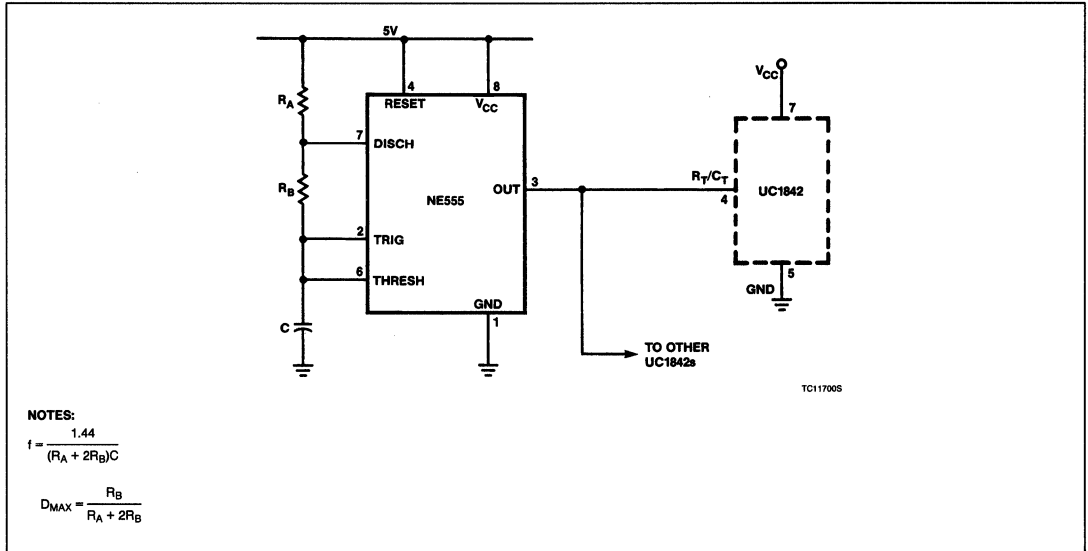 5V
4
RESET
8
VCC
RA
7
DISCH
RB
NE555
OUT
3
2
TRIG
6
THRESH
GND
1
C
VCC
7
RT/CT
4
UC1842
5
GND
TO OTHER
UC1842s
TC11700S
NOTES:
f = 1.44 / (RA + 2RB)C
DMAX = RB / RA + 2RB